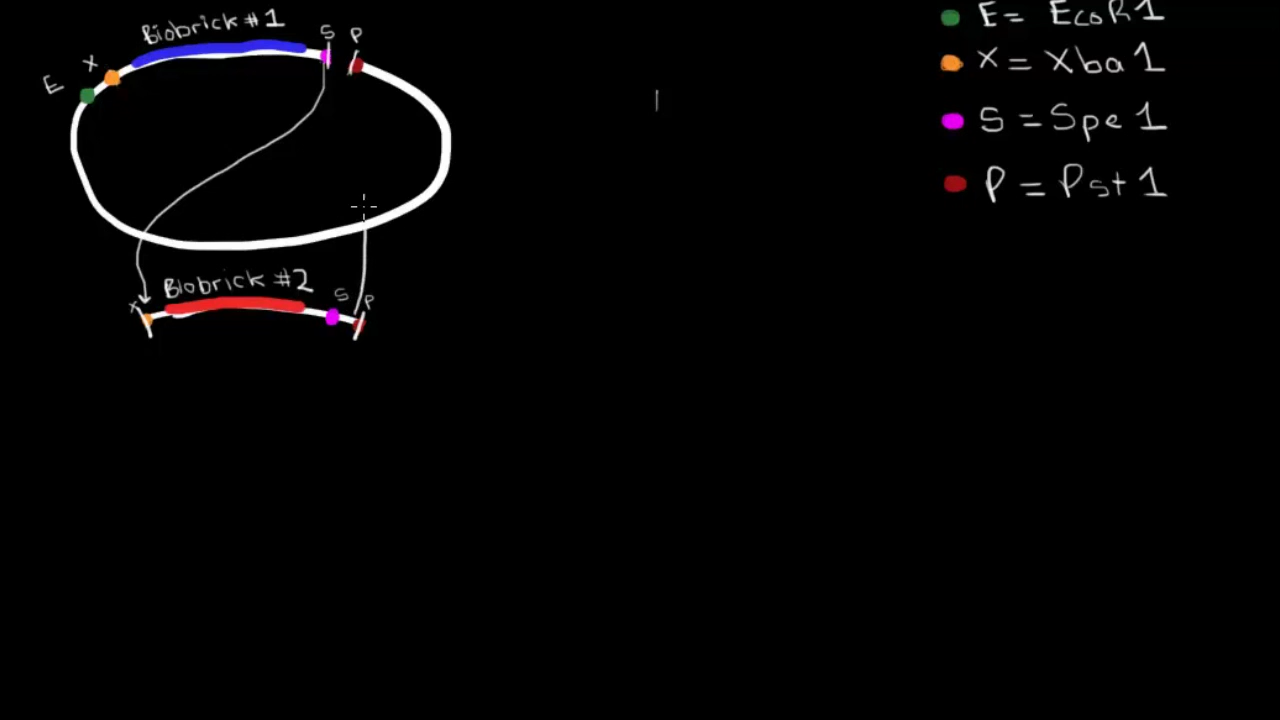 Biobrick #1
S P
X
E
Biobrick #2
X S P
E = EcoR1
X = Xba1
S = Spe1
P = Pst1